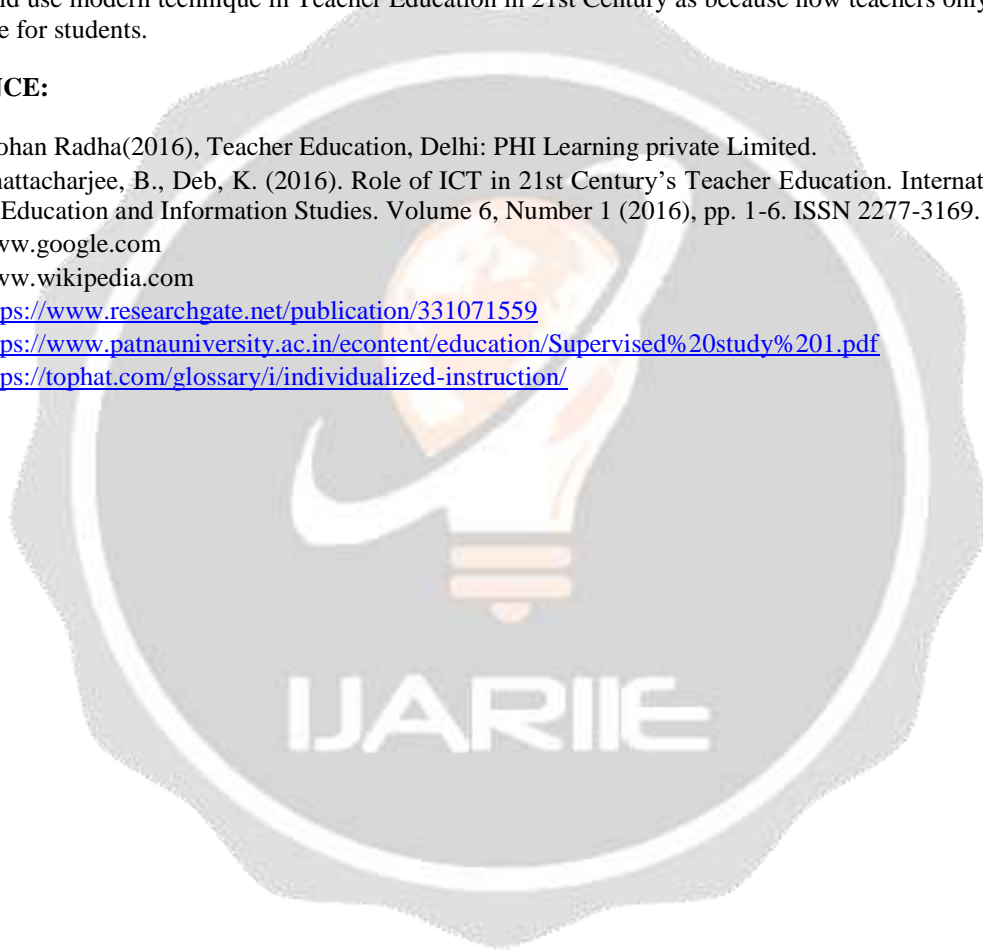 use modern technique in Teacher Education in 21st Century as because now teachers only
for students.
NCE:
ohan Radha(2016), Teacher Education, Delhi: PHI Learning private Limited.
hattacharjee, B., Deb, K. (2016). Role of ICT in 21st Century’s Teacher Education. Internat
Education and Information Studies. Volume 6, Number 1 (2016), pp. 1-6. ISSN 2277-3169.
ww.google.com
ww.wikipedia.com
ps://www.researchgate.net/publication/331071559
ps://www.patnauniversity.ac.in/econtent/education/Supervised%20study%201.pdf
ps://tophat.com/glossary/i/individualized-instruction/
IJARIIE